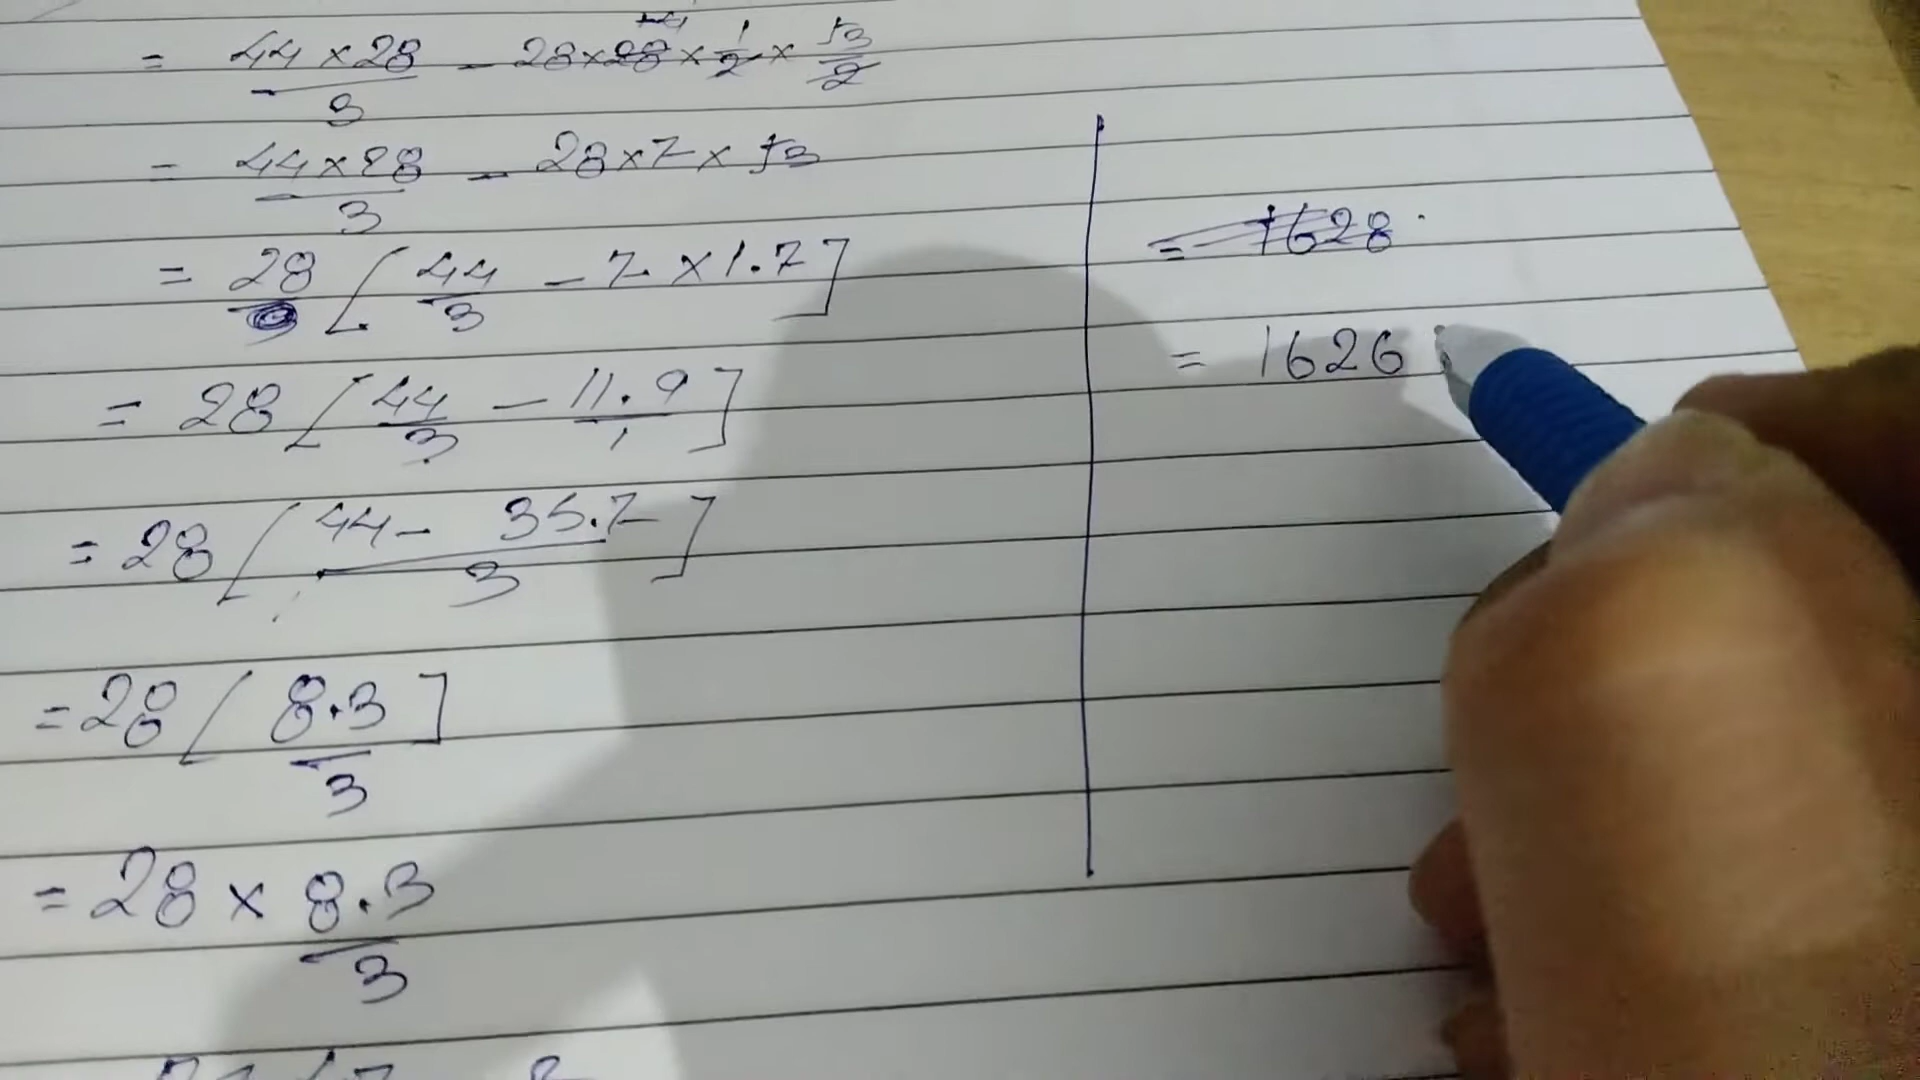 = 44 × 28 / 3 - 28 × 28 14 × 1/2 × √3/2
= 44 × 28 / 3 - 28 × 7 × √3
= 28 [ 44/3 - 7 × 1.7 ]
= 28 [ 44/3 - 11.9/1 ]
= 28 [ 44 - 35.7 / 3 ]
= 28 [ 8.3 / 3 ]
= 28 × 8.3 / 3
= 1628
= 1626